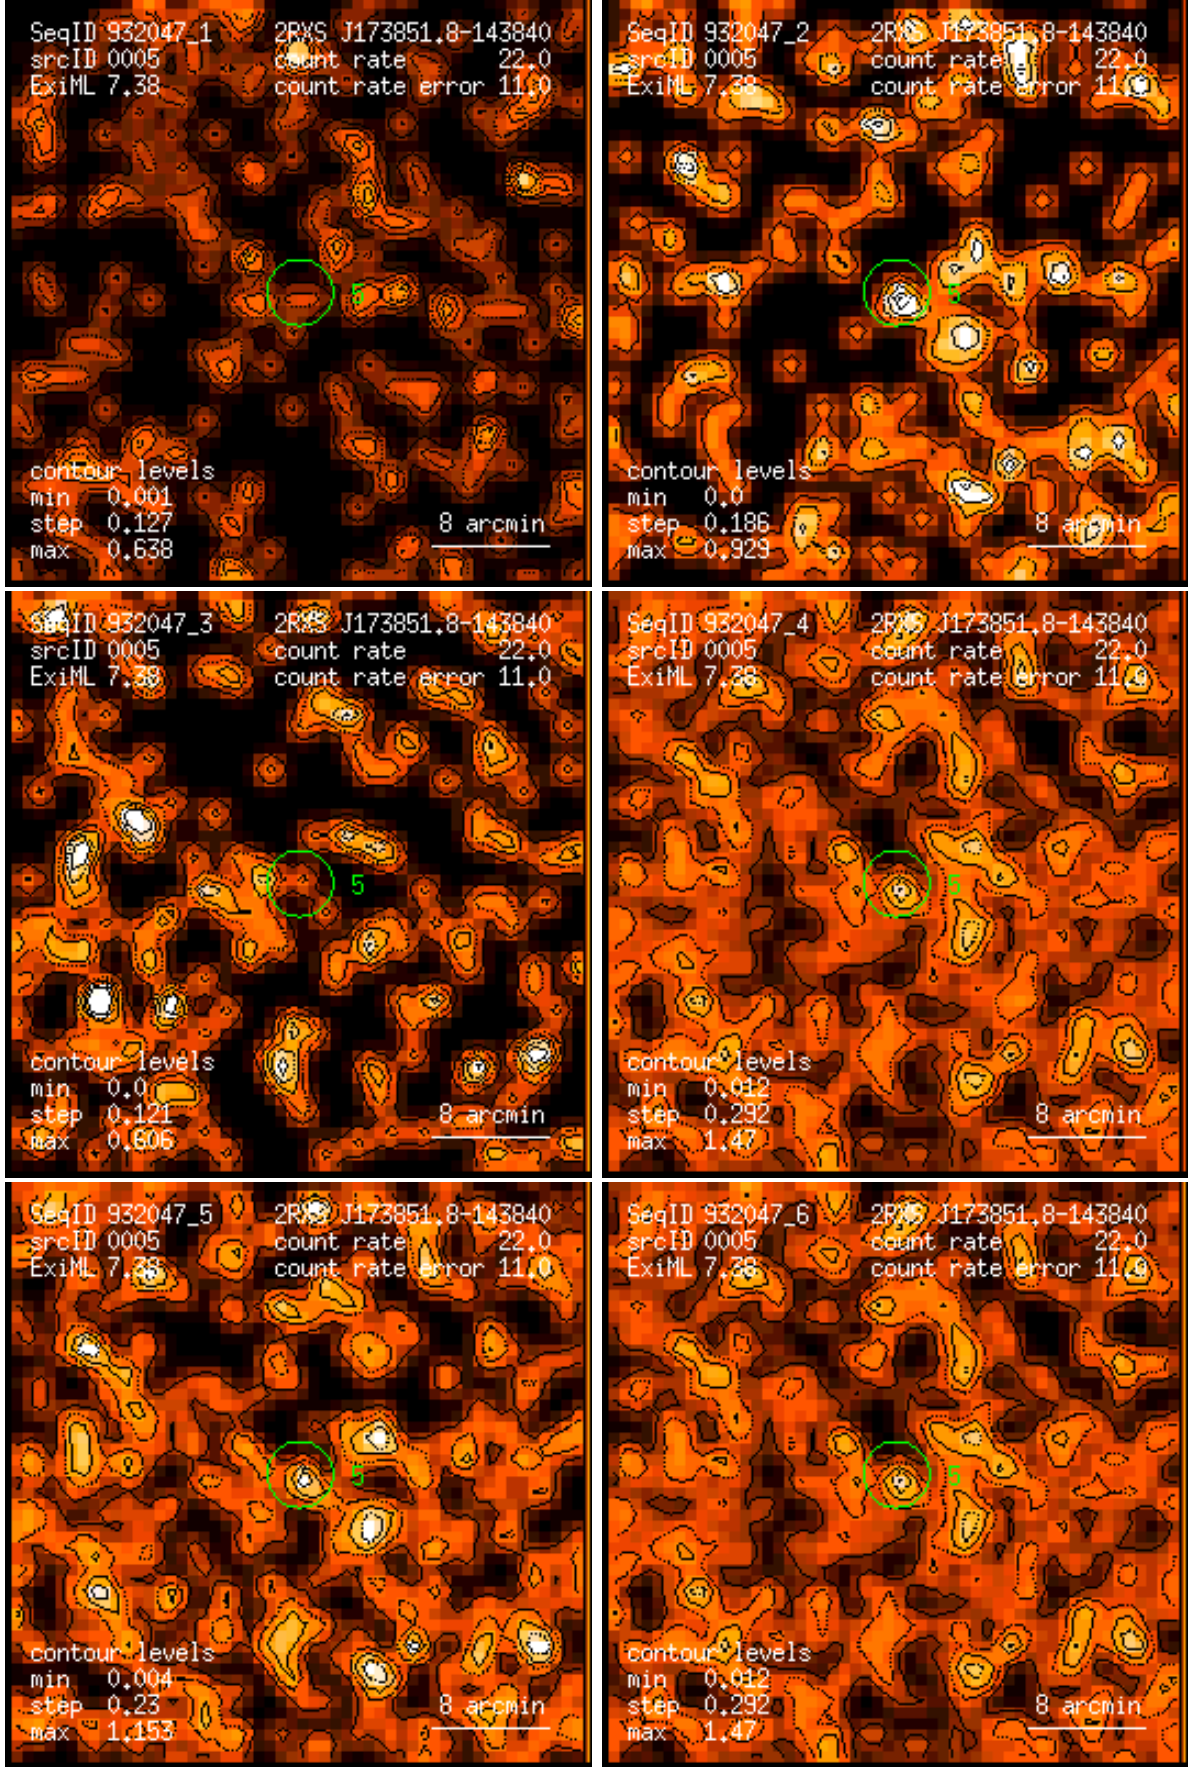 SeqID 932047_1 2RXS J173851.8-143840
srcID 0005 count rate 22.0
ExiML 7.38 count rate error 11.0
5
contour levels
min 0.001
step 0.127 8 arcmin
max 0.638
SeqID 932047_2 2RXS J173851.8-143840
srcID 0005 count rate 22.0
ExiML 7.38 count rate error 11.0
5
contour levels
min 0.0
step 0.186 8 arcmin
max 0.929
SeqID 932047_3 2RXS J173851.8-143840
srcID 0005 count rate 22.0
ExiML 7.38 count rate error 11.0
5
contour levels
min 0.0
step 0.121 8 arcmin
max 0.606
SeqID 932047_4 2RXS J173851.8-143840
srcID 0005 count rate 22.0
ExiML 7.38 count rate error 11.0
5
contour levels
min 0.012
step 0.292 8 arcmin
max 1.47
SeqID 932047_5 2RXS J173851.8-143840
srcID 0005 count rate 22.0
ExiML 7.38 count rate error 11.0
5
contour levels
min 0.004
step 0.23 8 arcmin
max 1.153
SeqID 932047_6 2RXS J173851.8-143840
srcID 0005 count rate 22.0
ExiML 7.38 count rate error 11.0
5
contour levels
min 0.012
step 0.292 8 arcmin
max 1.47